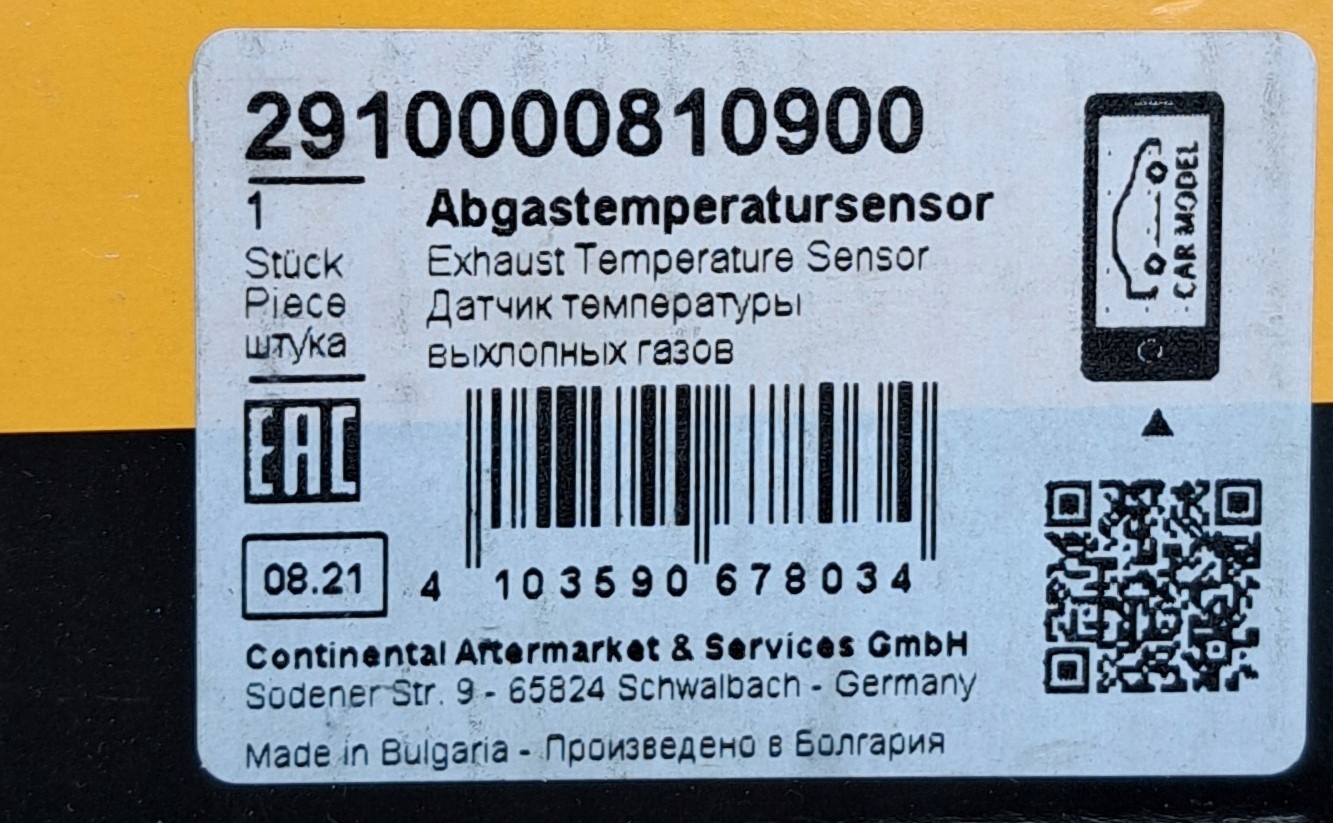 2910000810900
1
Stück
Piece
штука
Abgastemperatursensor
Exhaust Temperature Sensor
Датчик температуры
выхлопных газов
CAR MODEL
EAC
08.21
4 103590 678034
Continental Aftermarket & Services GmbH
Sodener Str. 9 - 65824 Schwalbach - Germany
Made in Bulgaria - Произведено в Болгария